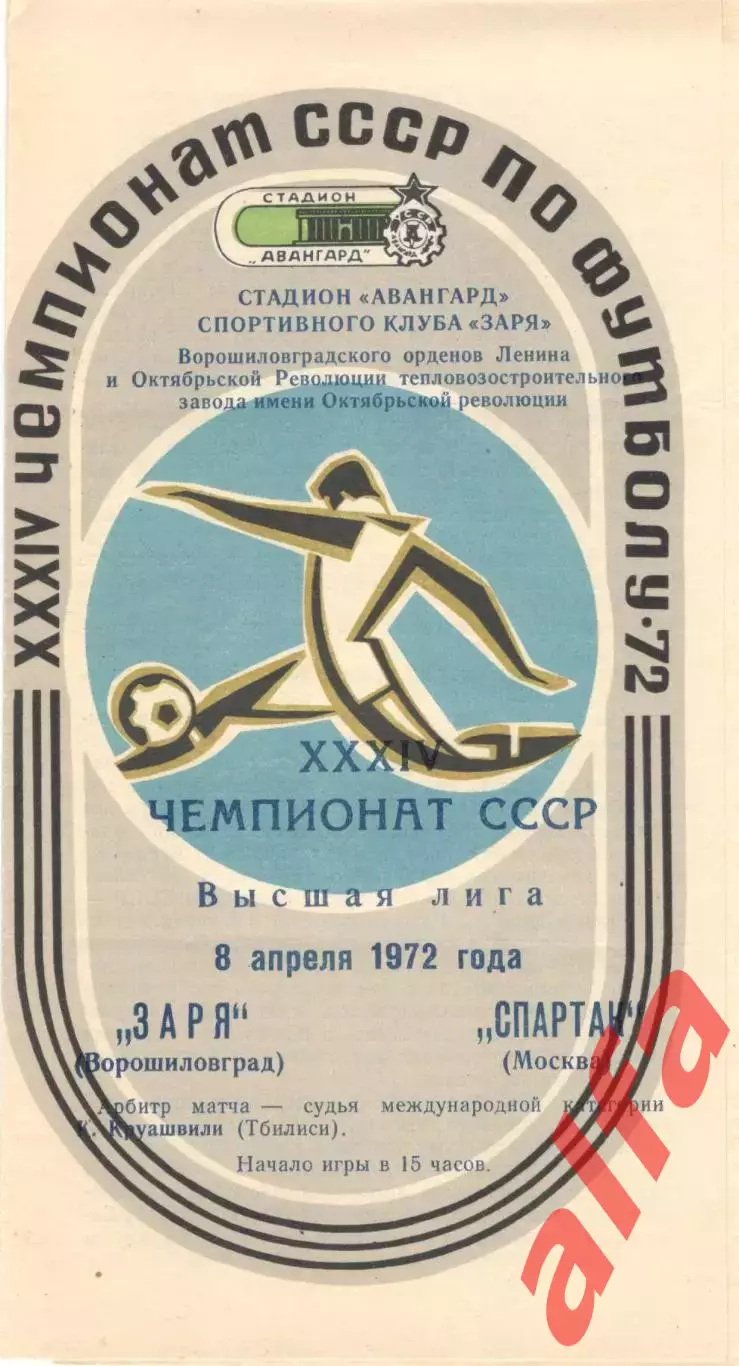 XXXIV ЧЕМПИОНАТ СССР ПО ФУТБОЛУ·72
СТАДИОН
„АВАНГАРД"
УССР
СТАДИОН «АВАНГАРД»
СПОРТИВНОГО КЛУБА «ЗАРЯ»
Ворошиловградского орденов Ленина
и Октябрьской Революции тепловозостроительного
завода имени Октябрьской революции
XXXIV
ЧЕМПИОНАТ СССР
Высшая лига
8 апреля 1972 года
„ЗАРЯ" „СПАРТАК"
(Ворошиловград) (Москва)
Арбитр матча — судья международной категории
К. Круашвили (Тбилиси).
Начало игры в 15 часов.
alfa